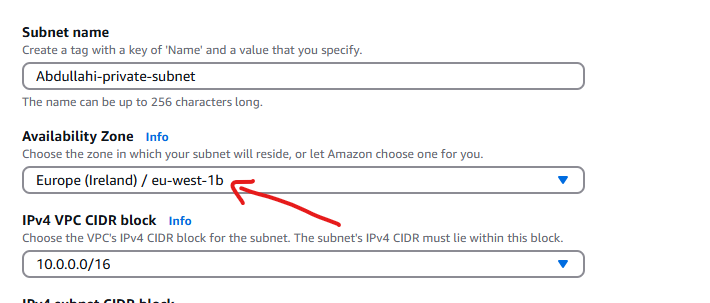 Subnet name
Create a tag with a key of 'Name' and a value that you specify.
Abdullahi-private-subnet
The name can be up to 256 characters long.
Availability Zone Info
Choose the zone in which your subnet will reside, or let Amazon choose one for you.
Europe (Ireland) / eu-west-1b
IPv4 VPC CIDR block Info
Choose the VPC's IPv4 CIDR block for the subnet. The subnet's IPv4 CIDR must lie within this block.
10.0.0.0/16
IPv4 subnet CIDR block